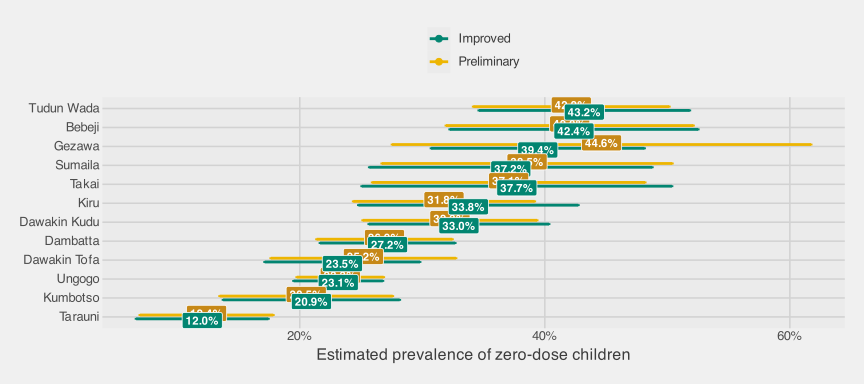 Improved
Preliminary
Tudun Wada
43.2%
Bebeji
42.4%
Gezawa
44.6%
39.4%
Sumaila
37.2%
Takai
37.7%
Kiru
31.8%
33.8%
Dawakin Kudu
33.0%
Dambatta
27.2%
Dawakin Tofa
23.5%
Ungogo
23.1%
Kumbotso
20.9%
Tarauni
12.0%
20% 40% 60%
Estimated prevalence of zero-dose children